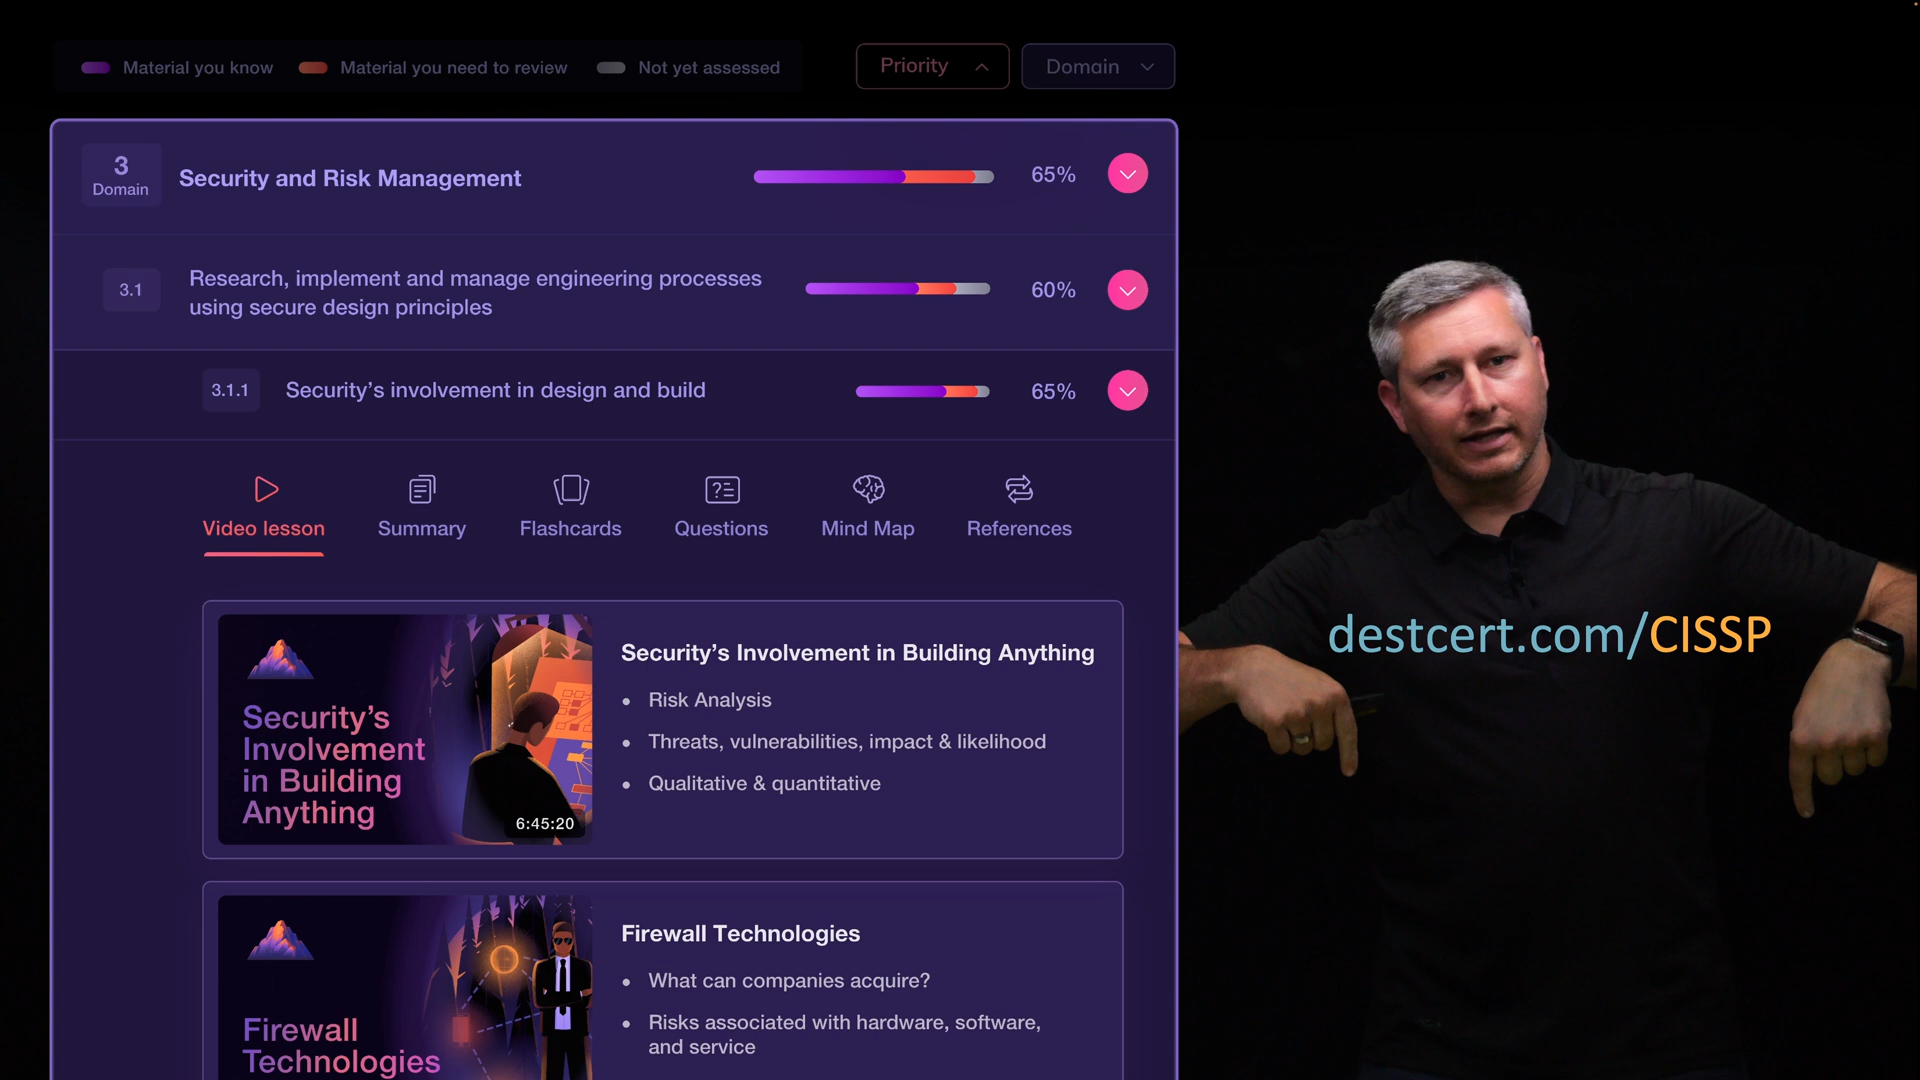 Material you know
Material you need to review
Not yet assessed
Priority
Domain
3
Domain
Security and Risk Management
65%
3.1
Research, implement and manage engineering processes
using secure design principles
60%
3.1.1
Security’s involvement in design and build
65%
Video lesson
Summary
Flashcards
Questions
Mind Map
References
Security’s
Involvement
in Building
Anything
6:45:20
Security’s Involvement in Building Anything
• Risk Analysis
• Threats, vulnerabilities, impact & likelihood
• Qualitative & quantitative
Firewall
Technologies
Firewall Technologies
• What can companies acquire?
• Risks associated with hardware, software,
and service
destcert.com/CISSP